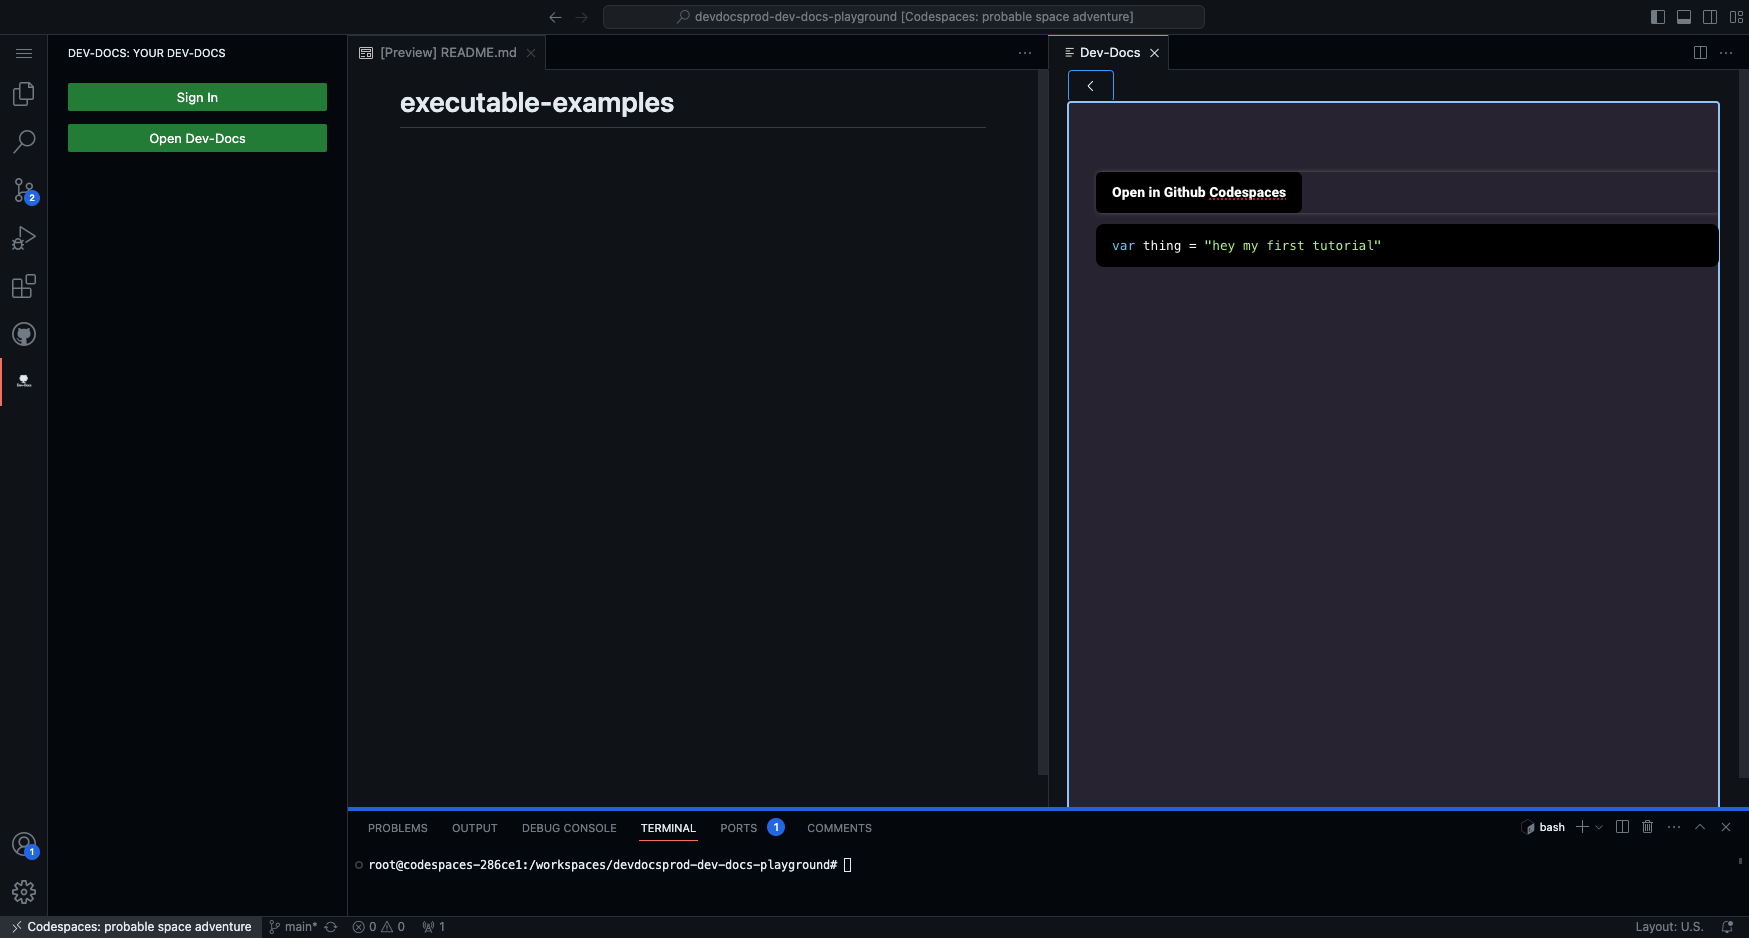 devdocsprod-dev-docs-playground [Codespaces: probable space adventure]
DEV-DOCS: YOUR DEV-DOCS
Sign In
Open Dev-Docs
2
1
[Preview] README.md
executable-examples
Dev-Docs
Open in Github Codespaces
var thing = "hey my first tutorial"
PROBLEMS OUTPUT DEBUG CONSOLE TERMINAL PORTS 1 COMMENTS
bash
root@codespaces-286ce1:/workspaces/devdocsprod-dev-docs-playground#
Codespaces: probable space adventure main* 0 0 1 Layout: U.S.